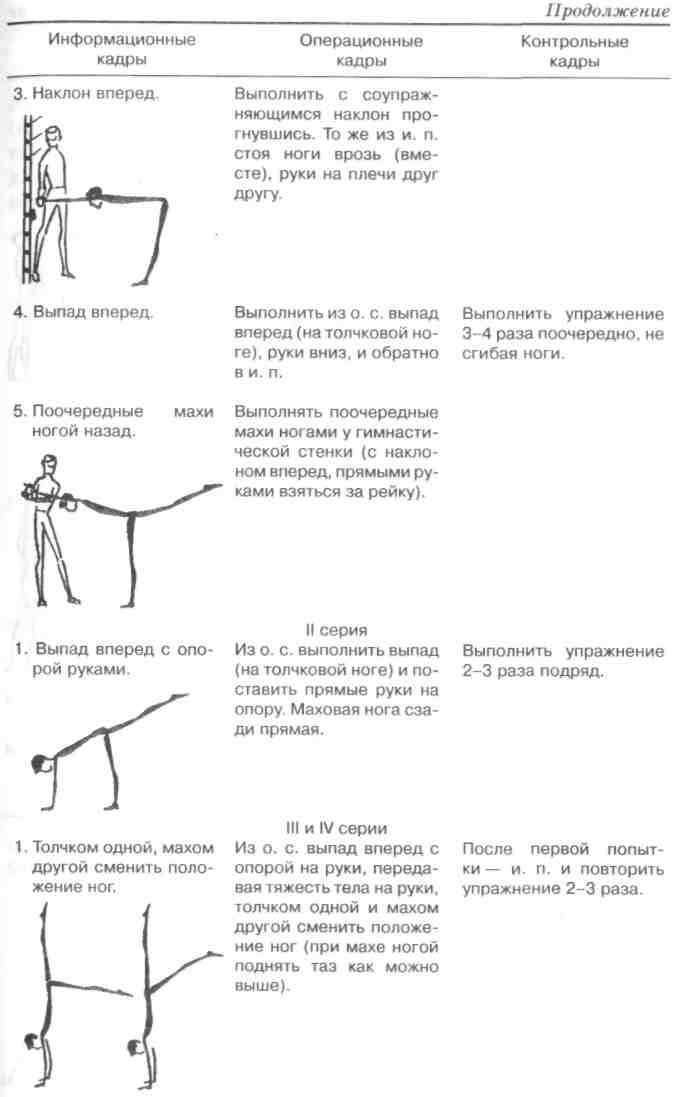 Продолжение
Информационные кадры
Операционные кадры
Контрольные кадры
3. Наклон вперед.
Выполнить с соупраж-
няющимся наклон про-
гнувшись. То же из и. п.
стоя ноги врозь (вме-
сте), руки на плечи друг
другу.
4. Выпад вперед.
Выполнить из о. с. выпад
вперед (на толчковой но-
ге), руки вниз, и обратно
в и. п.
Выполнить упражнение
3–4 раза поочередно, не
сгибая ноги.
5. Поочередные махи
ногой назад.
Выполнять поочередные
махи ногами у гимнасти-
ческой стенки (с накло-
ном вперед, прямыми ру-
ками взяться за рейку).
II серия
1. Выпад вперед с опо-
рой руками.
Из о. с. выполнить выпад
(на толчковой ноге) и по-
ставить прямые руки на
опору. Маховая нога сза-
ди прямая.
Выполнить упражнение
2–3 раза подряд.
III и IV серии
1. Толчком одной, махом
другой сменить поло-
жение ног.
Из о. с. выпад вперед с
опорой на руки, переда-
вая тяжесть тела на руки,
толчком одной и махом
другой сменить положе-
ние ног (при махе ногой
поднять таз как можно
выше).
После первой попыт-
ки — и. п. и повторить
упражнение 2–3 раза.